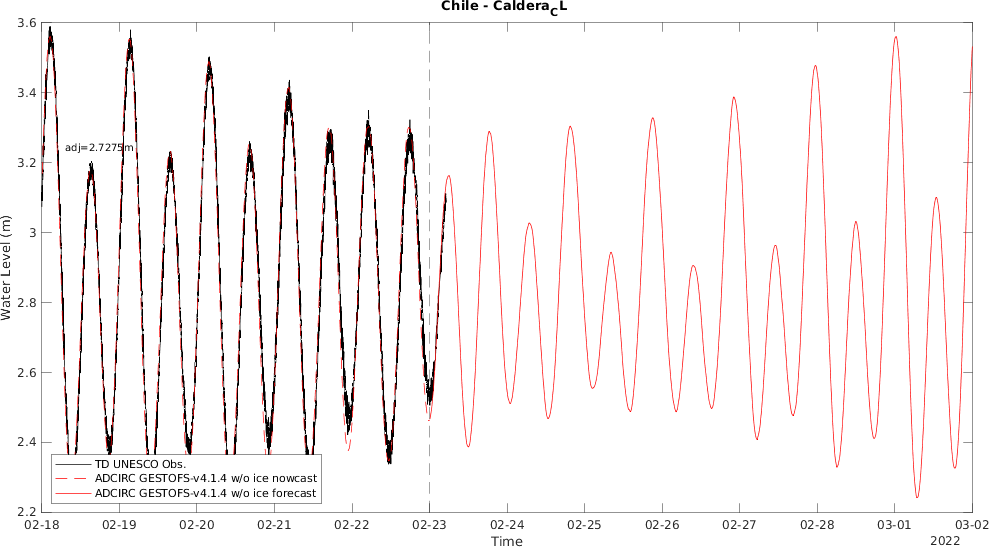 Chile - Caldera_CL
3.6
3.4
3.2
3
2.8
2.6
2.4
2.2
Water Level (m)
adj=2.7275m
TD UNESCO Obs.
ADCIRC GESTOFS-v4.1.4 w/o ice nowcast
ADCIRC GESTOFS-v4.1.4 w/o ice forecast
02-18 02-19 02-20 02-21 02-22 02-23 02-24 02-25 02-26 02-27 02-28 03-01 03-02
Time
2022